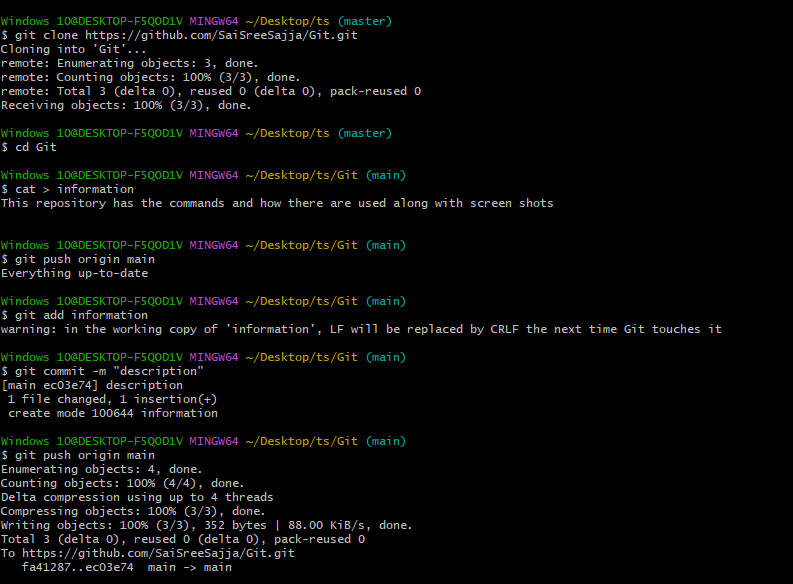 Windows 10@DESKTOP-F5QOD1V MINGW64 ~/Desktop/ts (master)
$ git clone https://github.com/SaiSreeSajja/Git.git
Cloning into 'Git'...
remote: Enumerating objects: 3, done.
remote: Counting objects: 100% (3/3), done.
remote: Total 3 (delta 0), reused 0 (delta 0), pack-reused 0
Receiving objects: 100% (3/3), done.

Windows 10@DESKTOP-F5QOD1V MINGW64 ~/Desktop/ts (master)
$ cd Git

Windows 10@DESKTOP-F5QOD1V MINGW64 ~/Desktop/ts/Git (main)
$ cat > information
This repository has the commands and how there are used along with screen shots


Windows 10@DESKTOP-F5QOD1V MINGW64 ~/Desktop/ts/Git (main)
$ git push origin main
Everything up-to-date

Windows 10@DESKTOP-F5QOD1V MINGW64 ~/Desktop/ts/Git (main)
$ git add information
warning: in the working copy of 'information', LF will be replaced by CRLF the next time Git touches it

Windows 10@DESKTOP-F5QOD1V MINGW64 ~/Desktop/ts/Git (main)
$ git commit -m "description"
[main ec03e74] description
 1 file changed, 1 insertion(+)
 create mode 100644 information

Windows 10@DESKTOP-F5QOD1V MINGW64 ~/Desktop/ts/Git (main)
$ git push origin main
Enumerating objects: 4, done.
Counting objects: 100% (4/4), done.
Delta compression using up to 4 threads
Compressing objects: 100% (3/3), done.
Writing objects: 100% (3/3), 352 bytes | 88.00 KiB/s, done.
Total 3 (delta 0), reused 0 (delta 0), pack-reused 0
To https://github.com/SaiSreeSajja/Git.git
   fa41287..ec03e74  main -> main